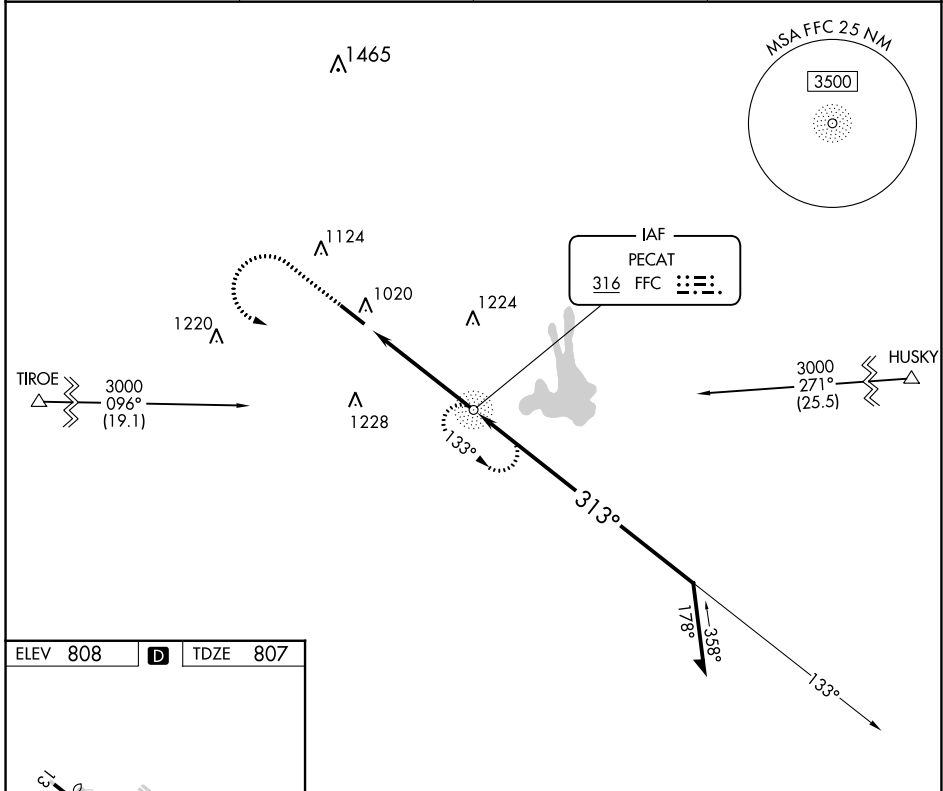 MSA FFC 25 NM
3500
1465
1124
1020
1224
1220
1228
IAF
PECAT
316 FFC
TIROE
3000
096°
(19.1)
HUSKY
3000
271°
(25.5)
133°
313°
178°
358°
133°
ELEV 808 D TDZE 807
13